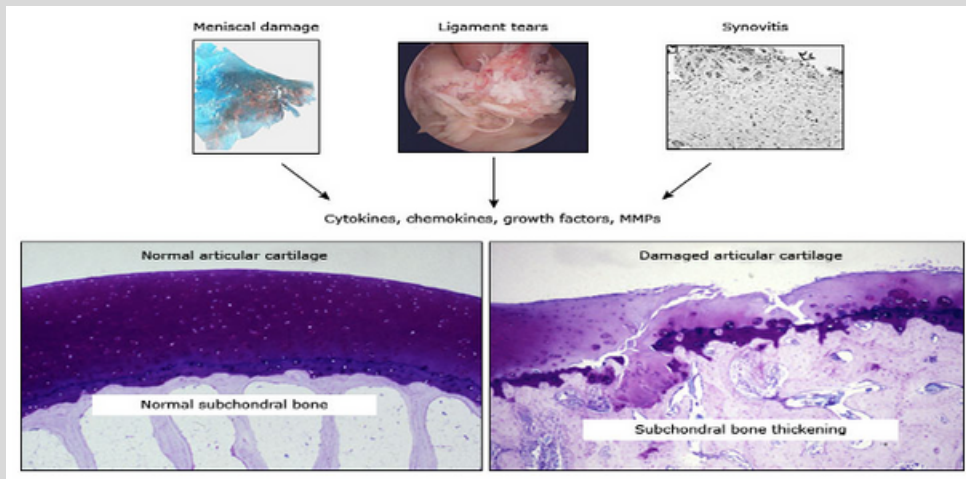 Meniscal damage
Ligament tears
Synovitis
Cytokines, chemokines, growth factors, MMPs
Normal articular cartilage
Damaged articular cartilage
Normal subchondral bone
Subchondral bone thickening